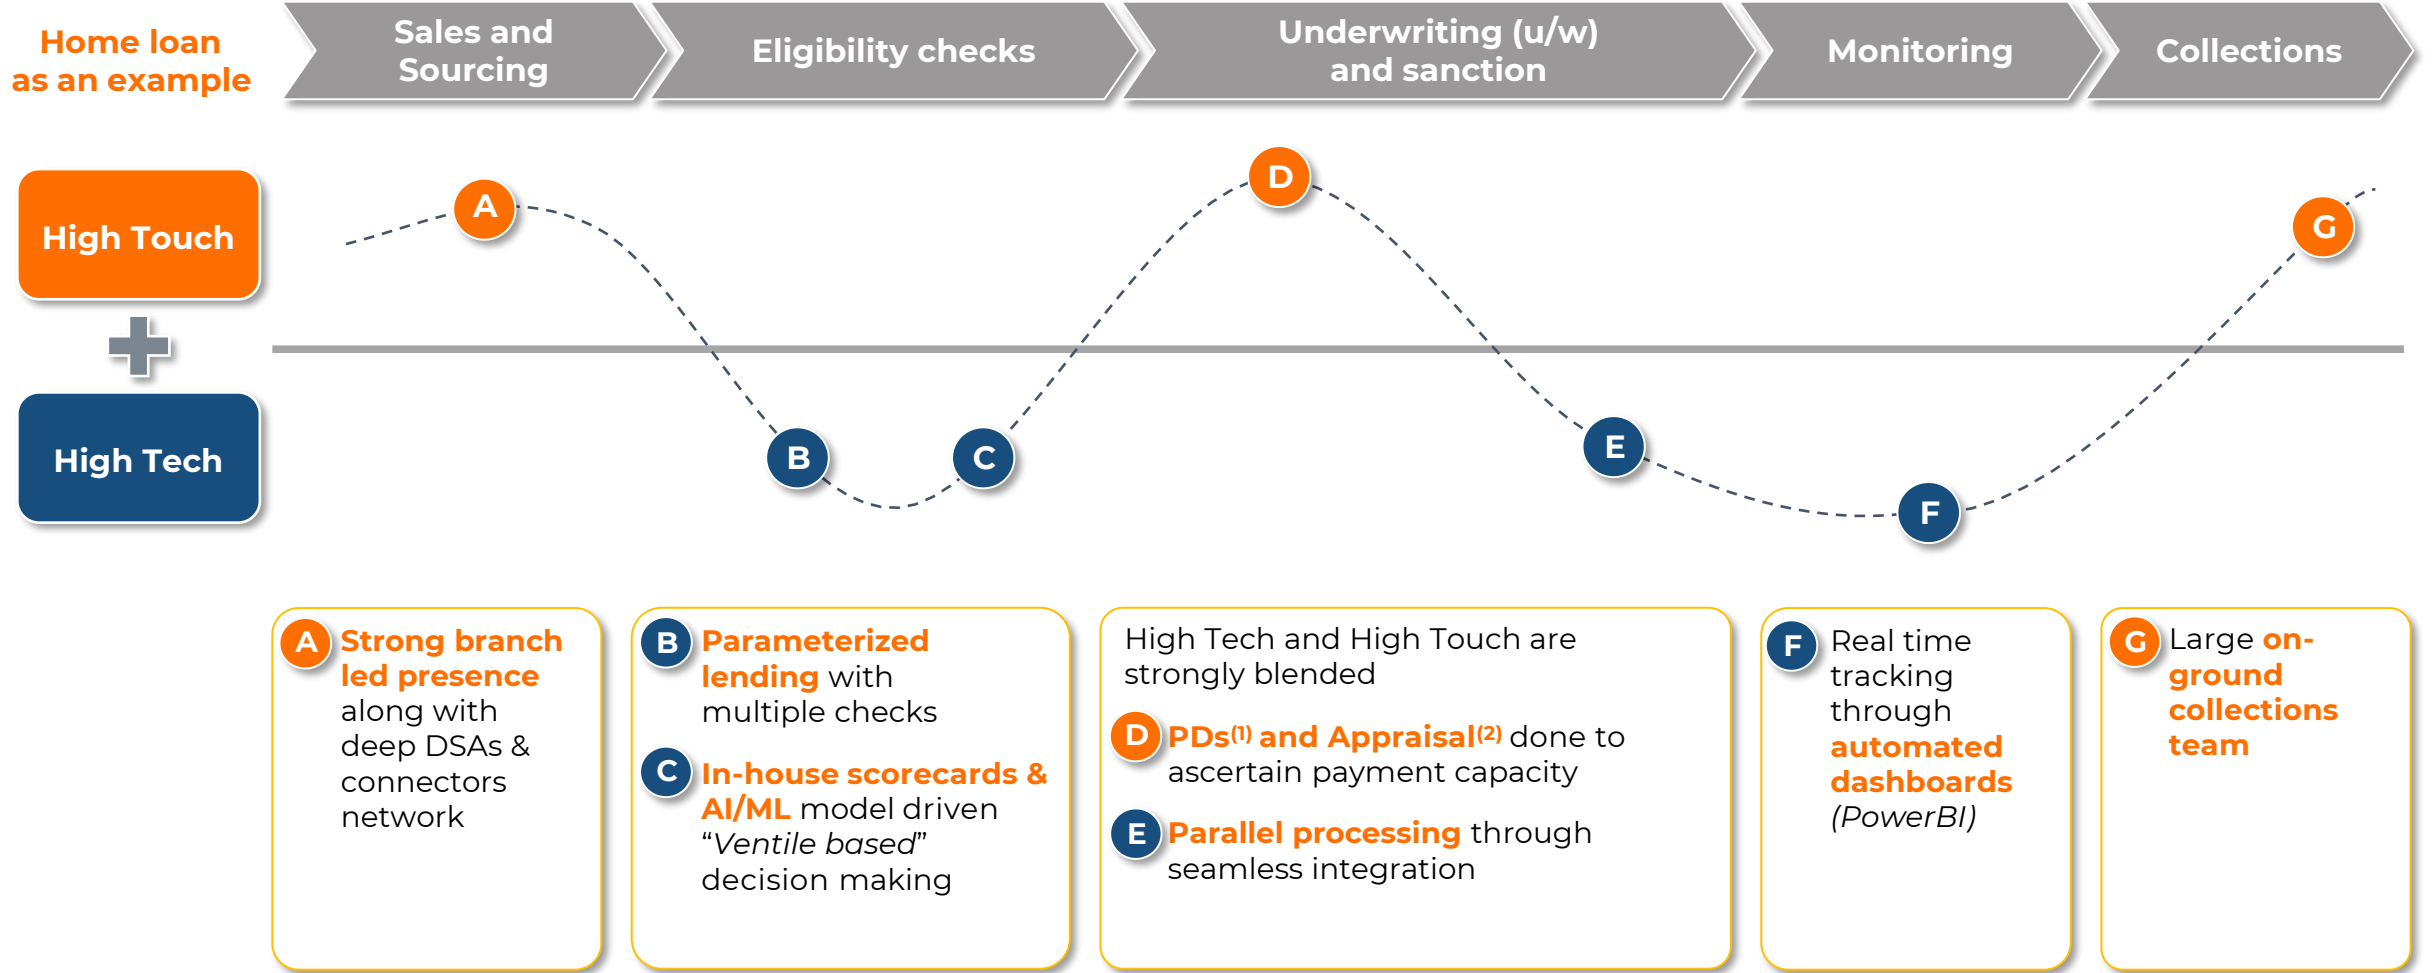 Home loan
as an example
Sales and
Sourcing
Eligibility checks
Underwriting (u/w)
and sanction
Monitoring
Collections
High Touch
High Tech
A
B
C
D
E
F
G
A
Strong branch
led presence
along with
deep DSAs &
connectors
network
B
Parameterized
lending with
multiple checks
C
In-house scorecards &
AI/ML model driven
“Ventile based”
decision making
High Tech and High Touch are
strongly blended
D
PDs(1) and Appraisal(2) done to
ascertain payment capacity
E
Parallel processing through
seamless integration
F
Real time
tracking
through
automated
dashboards
(PowerBI)
G
Large on-
ground
collections
team